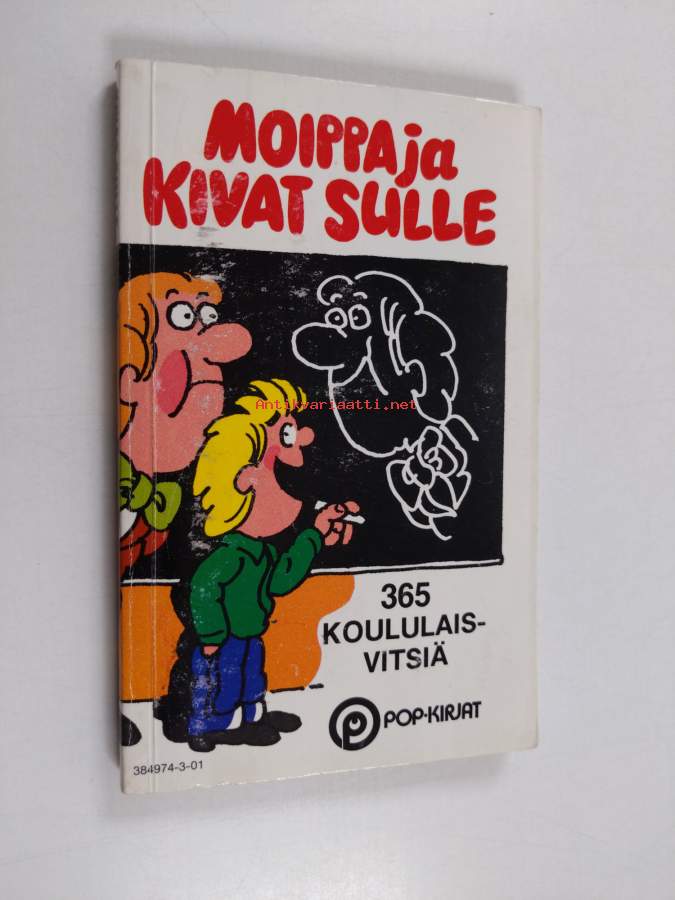 MOIPPA ja
KIVAT SULLE
Antikvariaatti.net
365
KOULULAIS-
VITSIÄ
POP-KIRJAT
384974-3-01